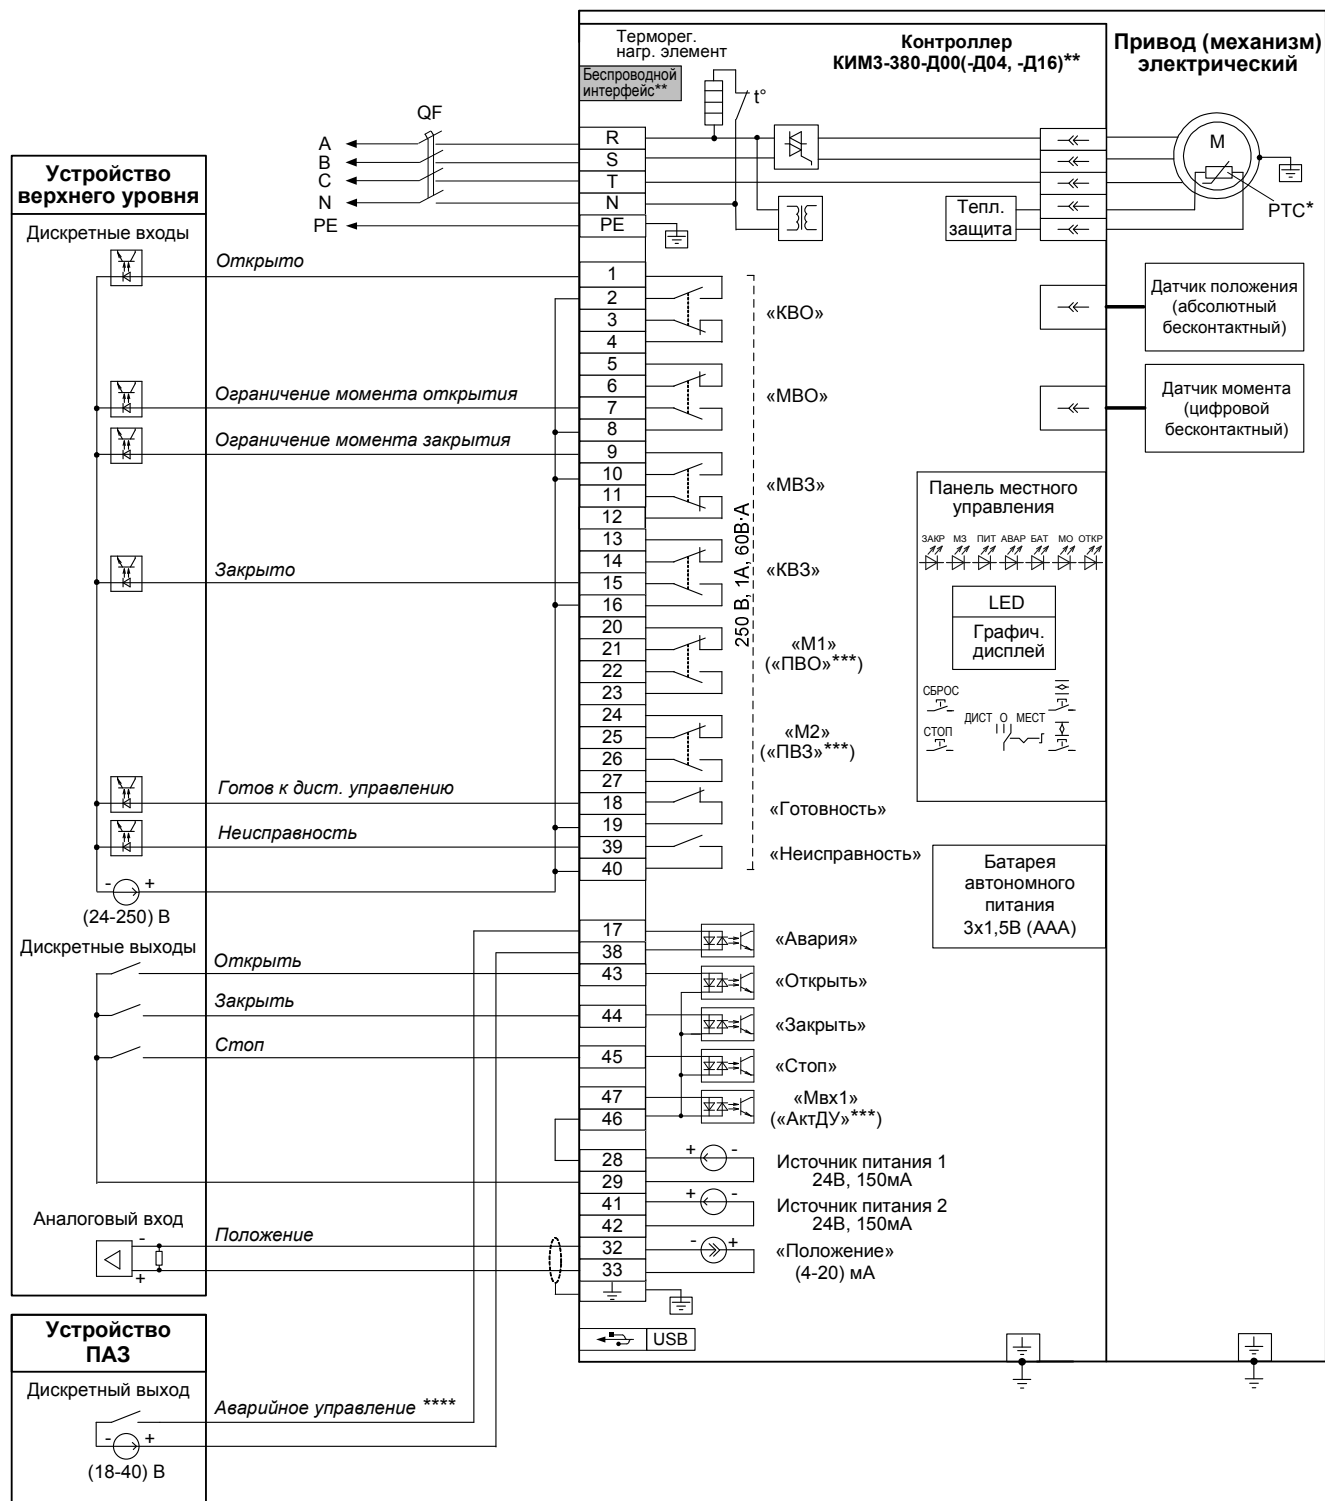 Терморег.
нагр. элемент
Беспроводной
интерфейс**
Контроллер
КИМ3-380-Д00(-Д04, -Д16)**
Привод (механизм)
электрический
t°
QF
A
B
C
N
PE
R
S
T
N
PE
M
PTC*
Тепл.
защита
Устройство
верхнего уровня
Дискретные входы
Открыто
1
2
3
4
«КВО»
Датчик положения
(абсолютный
бесконтактный)
Ограничение момента открытия
5
6
7
8
«МВО»
Датчик момента
(цифровой
бесконтактный)
Ограничение момента закрытия
9
10
11
12
«МВЗ»
250 В, 1А, 60В·А
Панель местного
управления
ЗАКР МЗ ПИТ АВАР БАТ МО ОТКР
LED
Графич.
дисплей
СБРОС
СТОП
ДИСТ О МЕСТ
Закрыто
13
14
15
16
«КВЗ»
20
21
22
23
«М1»
(«ПВО»***)
24
25
26
27
«М2»
(«ПВЗ»***)
Готов к дист. управлению
18
19
«Готовность»
Неисправность
39
40
«Неисправность»
- +
(24-250) В
Батарея
автономного
питания
3х1,5В (ААА)
Дискретные выходы
17
38
«Авария»
Открыть
43
«Открыть»
Закрыть
44
«Закрыть»
Стоп
45
«Стоп»
47
46
«Мвх1»
(«АктДУ»***)
28
29
+ -
Источник питания 1
24В, 150мА
41
42
+ -
Источник питания 2
24В, 150мА
Аналоговый вход
-
+
Положение
32
33
- +
«Положение»
(4-20) мА
USB
Устройство
ПАЗ
Дискретный выход
Аварийное управление ****
- +
(18-40) В